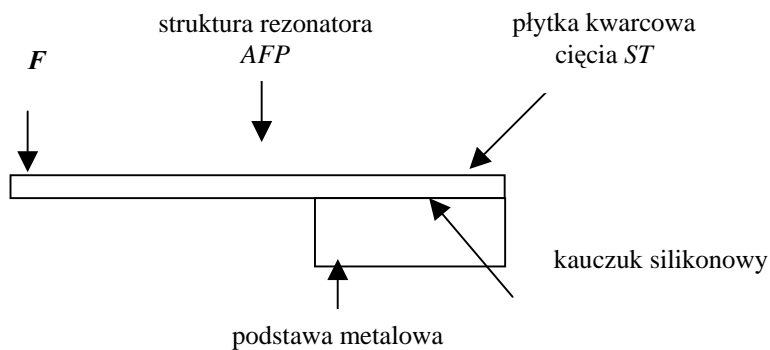 struktura rezonatora
AFP
płytka kwarcowa
cięcia ST
F
kauczuk silikonowy
podstawa metalowa